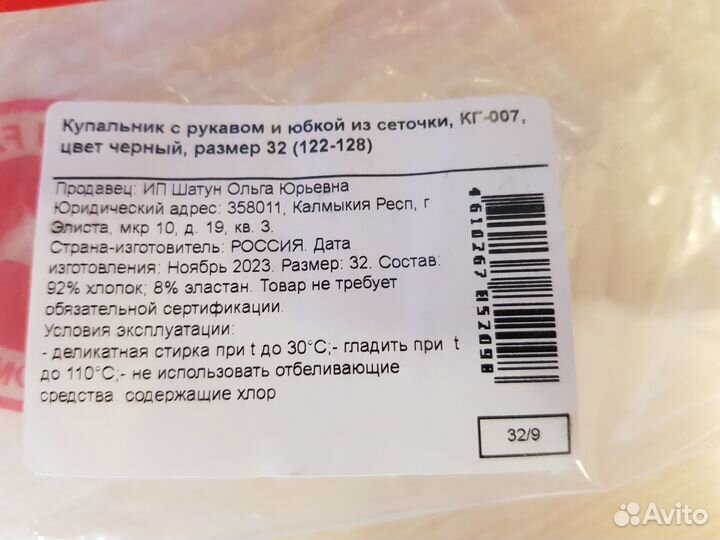 Купальник с рукавом и юбкой из сеточки, КГ-007,
цвет черный, размер 32 (122-128)
Продавец: ИП Шатун Ольга Юрьевна
Юридический адрес: 358011, Калмыкия Респ, г
Элиста, мкр 10, д. 19, кв. 3.
Страна-изготовитель: РОССИЯ. Дата
изготовления: Ноябрь 2023. Размер: 32. Состав:
92% хлопок; 8% эластан. Товар не требует
обязательной сертификации.
Условия эксплуатации:
- деликатная стирка при t до 30°С;- гладить при t
до 110°С;- не использовать отбеливающие
средства содержащие хлор
32/9
Avito